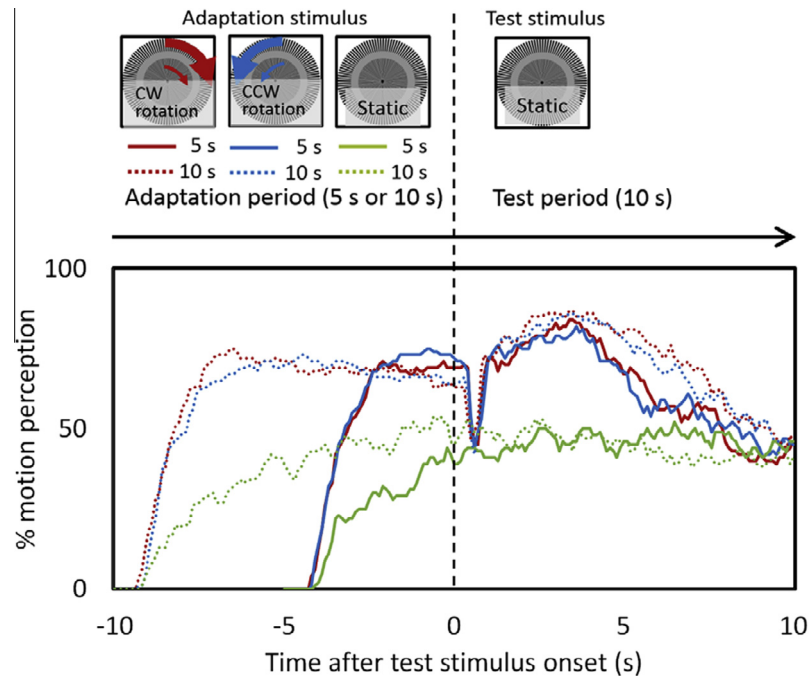 Adaptation stimulus Test stimulus
CW rotation CCW rotation Static Static
5 s 5 s 5 s
10 s 10 s 10 s
Adaptation period (5 s or 10 s) Test period (10 s)
100
50
0
% motion perception
-10 -5 0 5 10
Time after test stimulus onset (s)